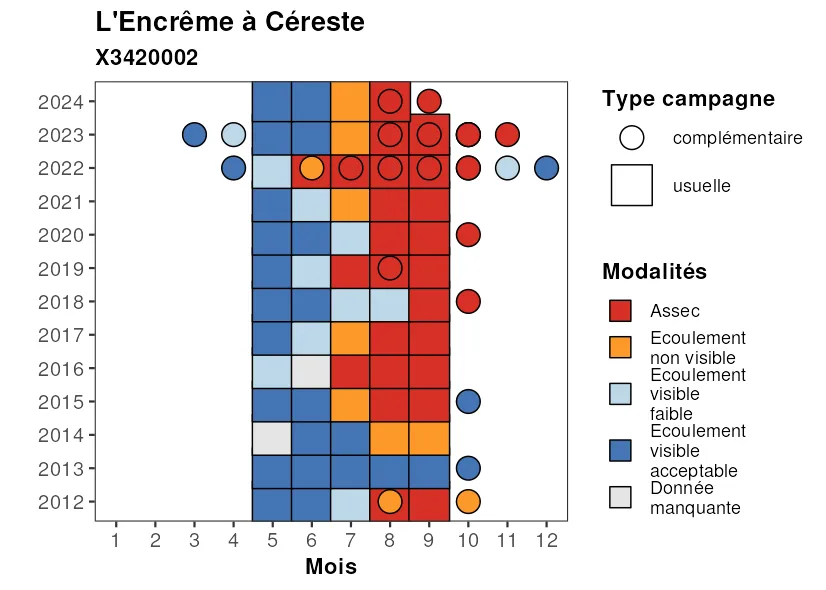 L'Encrême à Céreste
X3420002
2024
2023
2022
2021
2020
2019
2018
2017
2016
2015
2014
2013
2012
1 2 3 4 5 6 7 8 9 10 11 12
Mois
Type campagne
complémentaire
usuelle
Modalités
Assec
Ecoulement
non visible
Ecoulement
visible
faible
Ecoulement
visible
acceptable
Donnée
manquante